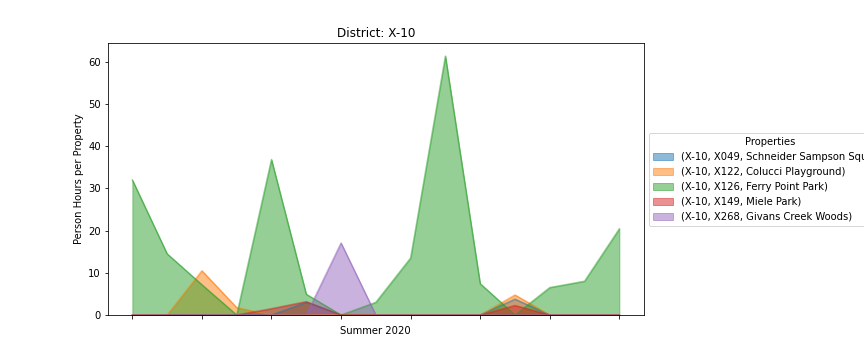 District: X-10
60
50
40
30
20
10
0
Person Hours per Property
Summer 2020
Properties
(X-10, X049, Schneider Sampson Squ
(X-10, X122, Colucci Playground)
(X-10, X126, Ferry Point Park)
(X-10, X149, Miele Park)
(X-10, X268, Givans Creek Woods)